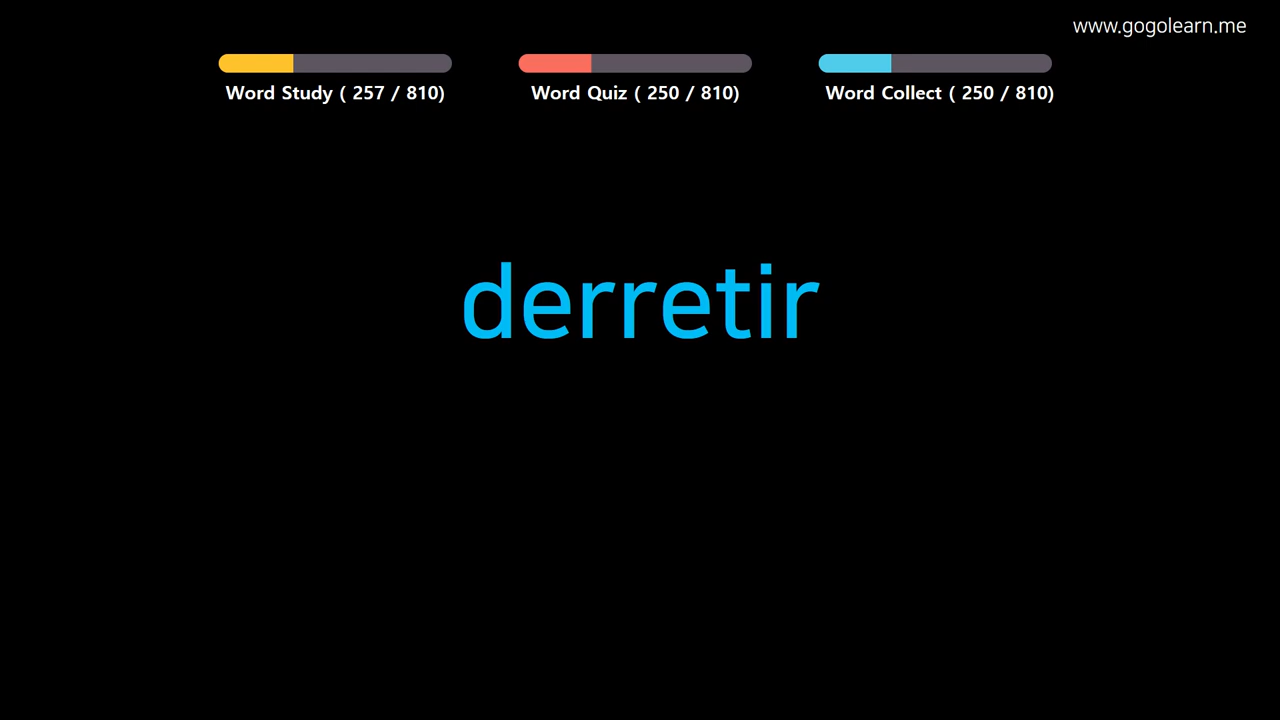 www.gogolearn.me
Word Study ( 257 / 810)
Word Quiz ( 250 / 810)
Word Collect ( 250 / 810)
derretir